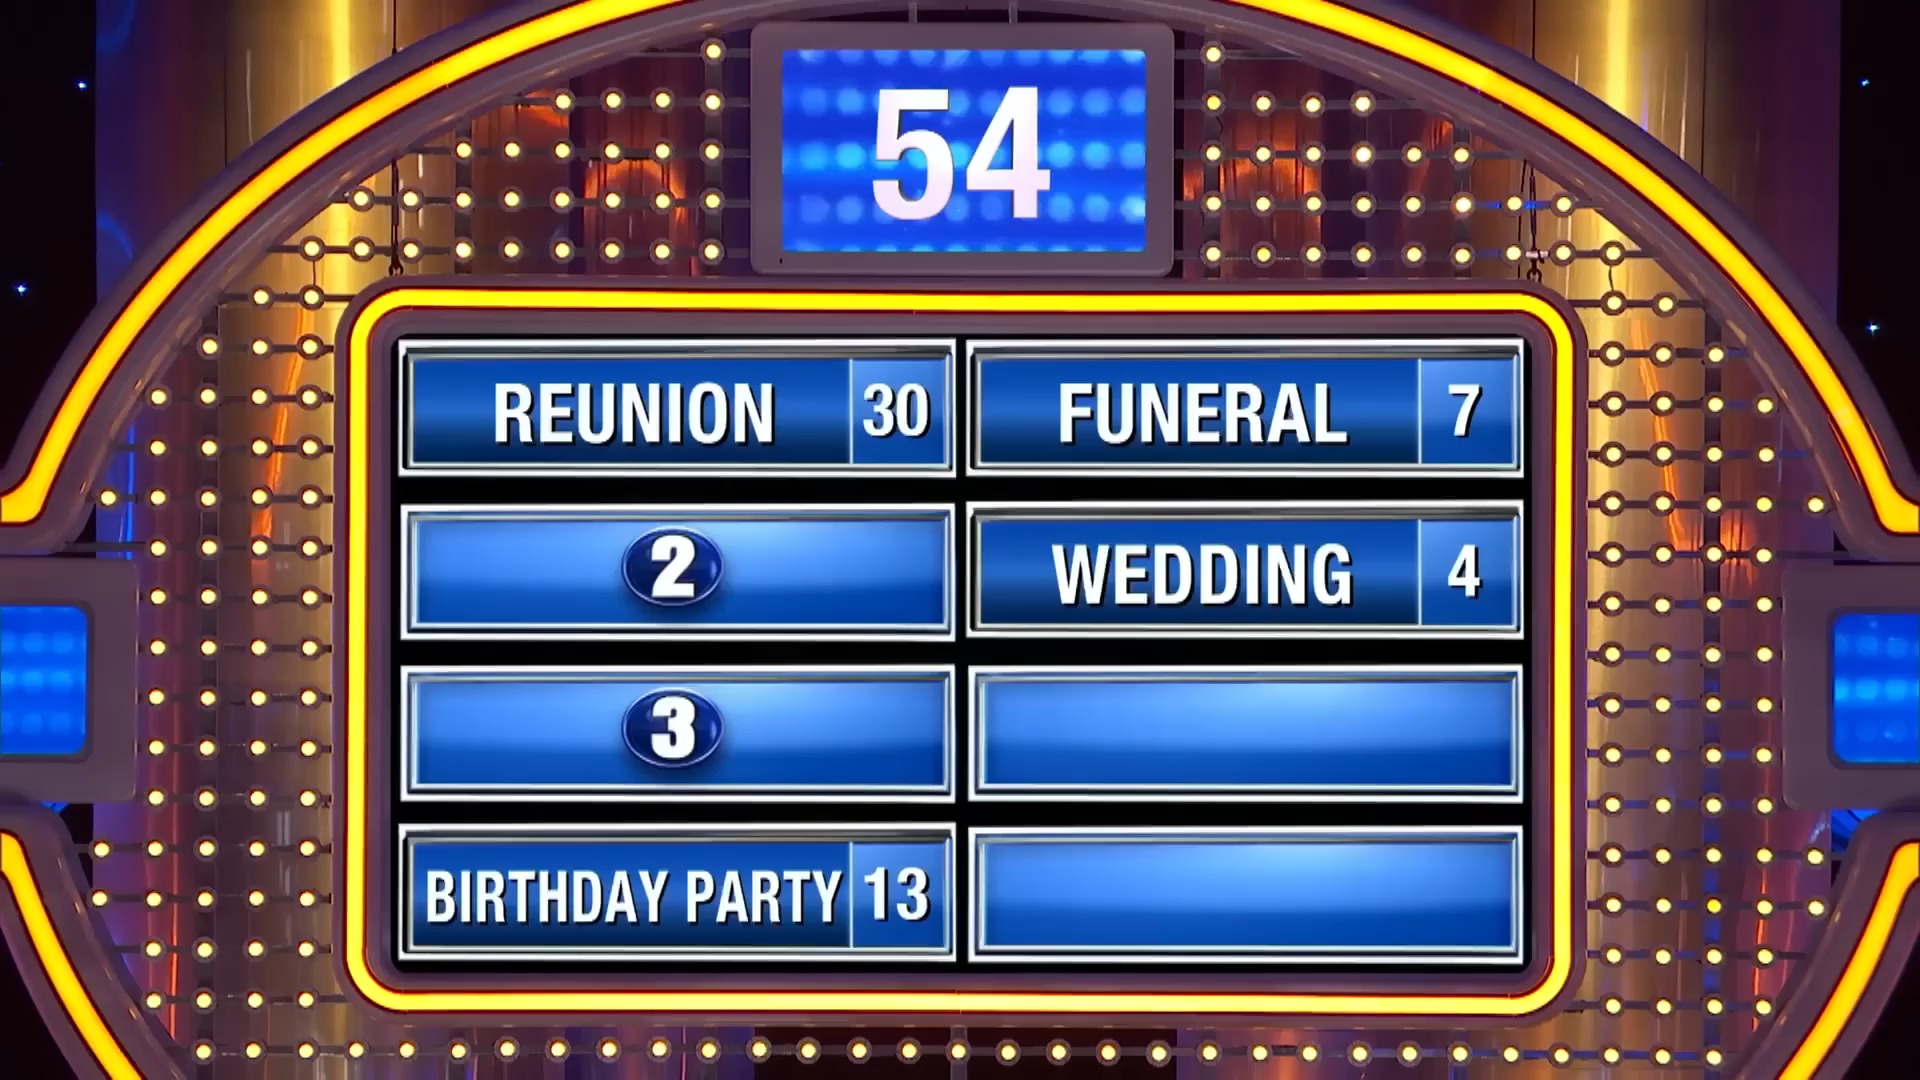 54
REUNION 30
2
3
BIRTHDAY PARTY 13
FUNERAL 7
WEDDING 4